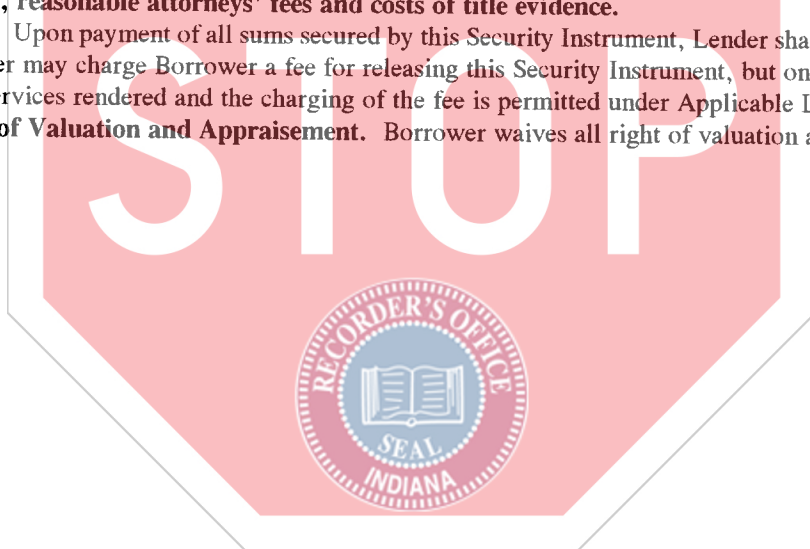 , reasonable attorneys' fees and costs of title evidence.
Upon payment of all sums secured by this Security Instrument, Lender sha
er may charge Borrower a fee for releasing this Security Instrument, but on
rvices rendered and the charging of the fee is permitted under Applicable L
of Valuation and Appraisement. Borrower waives all right of valuation a
STOP
RECORDER'S OFFICE
SEAL
INDIANA